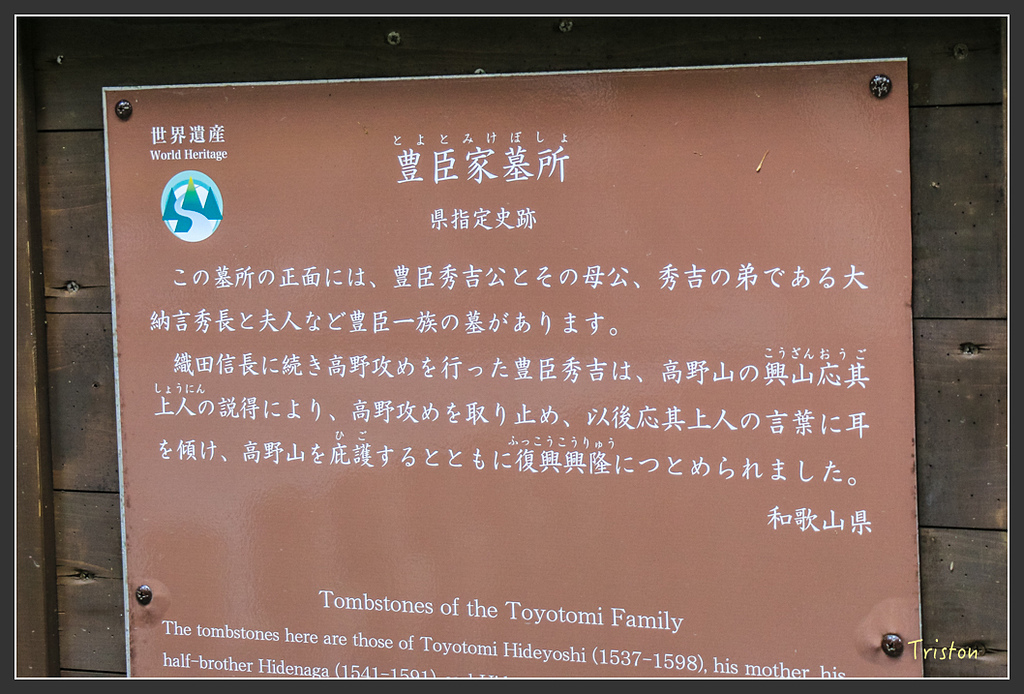 世界遺産
World Heritage
とよとみけぼしょ
豊臣家墓所
県指定史跡
この墓所の正面には、豊臣秀吉公とその母公、秀吉の弟である大
納言秀長と夫人など豊臣一族の墓があります。
織田信長に続き高野攻めを行った豊臣秀吉は、高野山の興山応其
こうざんおうご
上人の説得により、高野攻めを取り止め、以後応其上人の言葉に耳
しょうにん
を傾け、高野山を庇護するとともに復興興隆につとめられました。
ひご
ふっこうこうりゅう
和歌山県
Tombstones of the Toyotomi Family
The tombstones here are those of Toyotomi Hideyoshi (1537-1598), his mother, his
half-brother Hidenaga (1541-1591) and
Triston